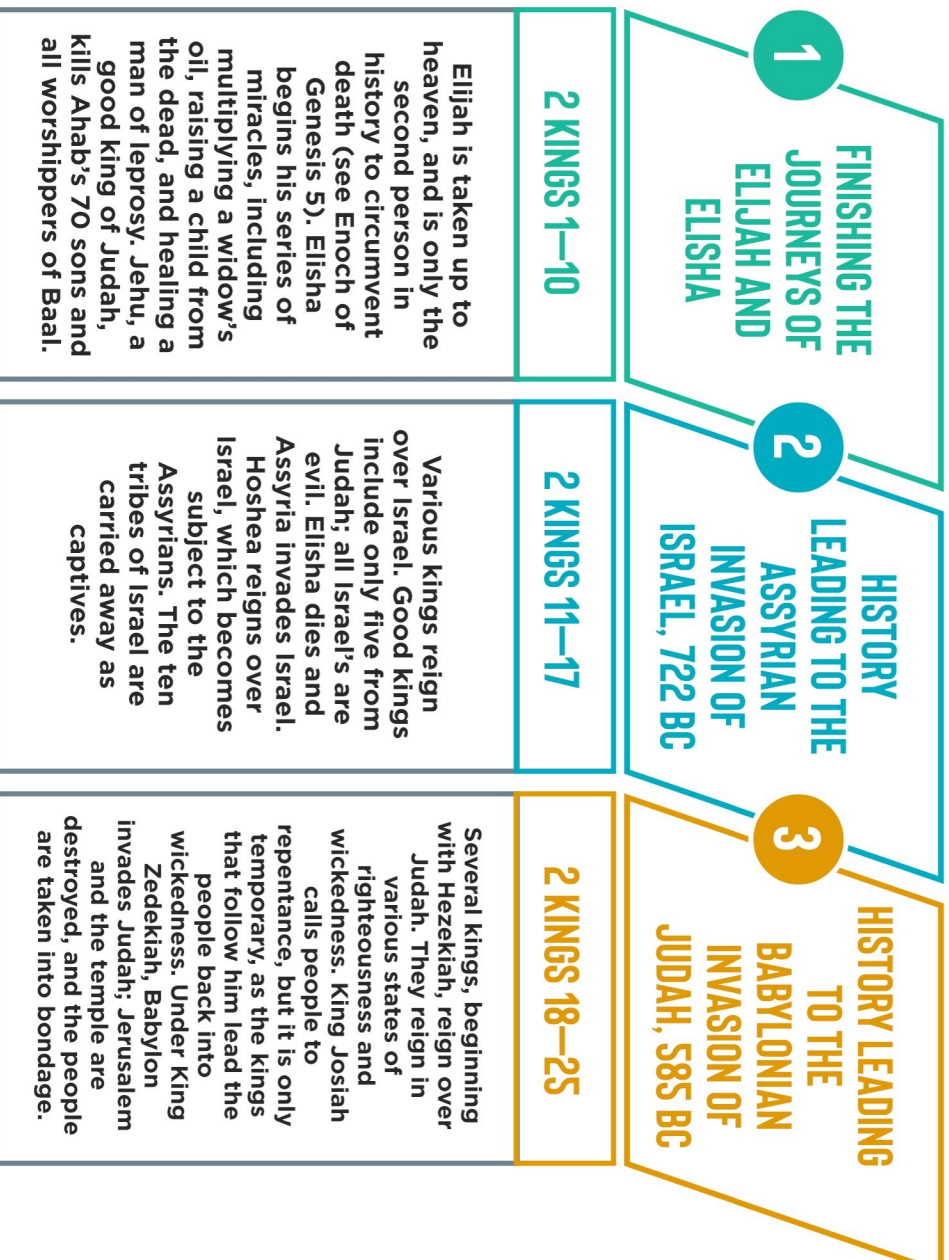 1
FINISHING THE
JOURNEYS OF
ELIJAH AND
ELISHA
2 KINGS 1—10
Elijah is taken up to
heaven, and is only the
second person in
history to circumvent
death (see Enoch of
Genesis 5). Elisha
begins his series of
miracles, including
multiplying a widow's
oil, raising a child from
the dead, and healing a
man of leprosy. Jehu, a
good king of Judah,
kills Ahab's 70 sons and
all worshippers of Baal.
2
HISTORY
LEADING TO THE
ASSYRIAN
INVASION OF
ISRAEL, 722 BC
2 KINGS 11—17
Various kings reign
over Israel. Good kings
include only five from
Judah; all Israel's are
evil. Elisha dies and
Assyria invades Israel.
Hoshea reigns over
Israel, which becomes
subject to the
Assyrians. The ten
tribes of Israel are
carried away as
captives.
3
HISTORY LEADING
TO THE
BABYLONIAN
INVASION OF
JUDAH, 585 BC
2 KINGS 18—25
Several kings, beginning
with Hezekiah, reign over
Judah. They reign in
various states of
righteousness and
wickedness. King Josiah
calls people to
repentance, but it is only
temporary, as the kings
that follow him lead the
people back into
wickedness. Under King
Zedekiah, Babylon
invades Judah; Jerusalem
and the temple are
destroyed, and the people
are taken into bondage.